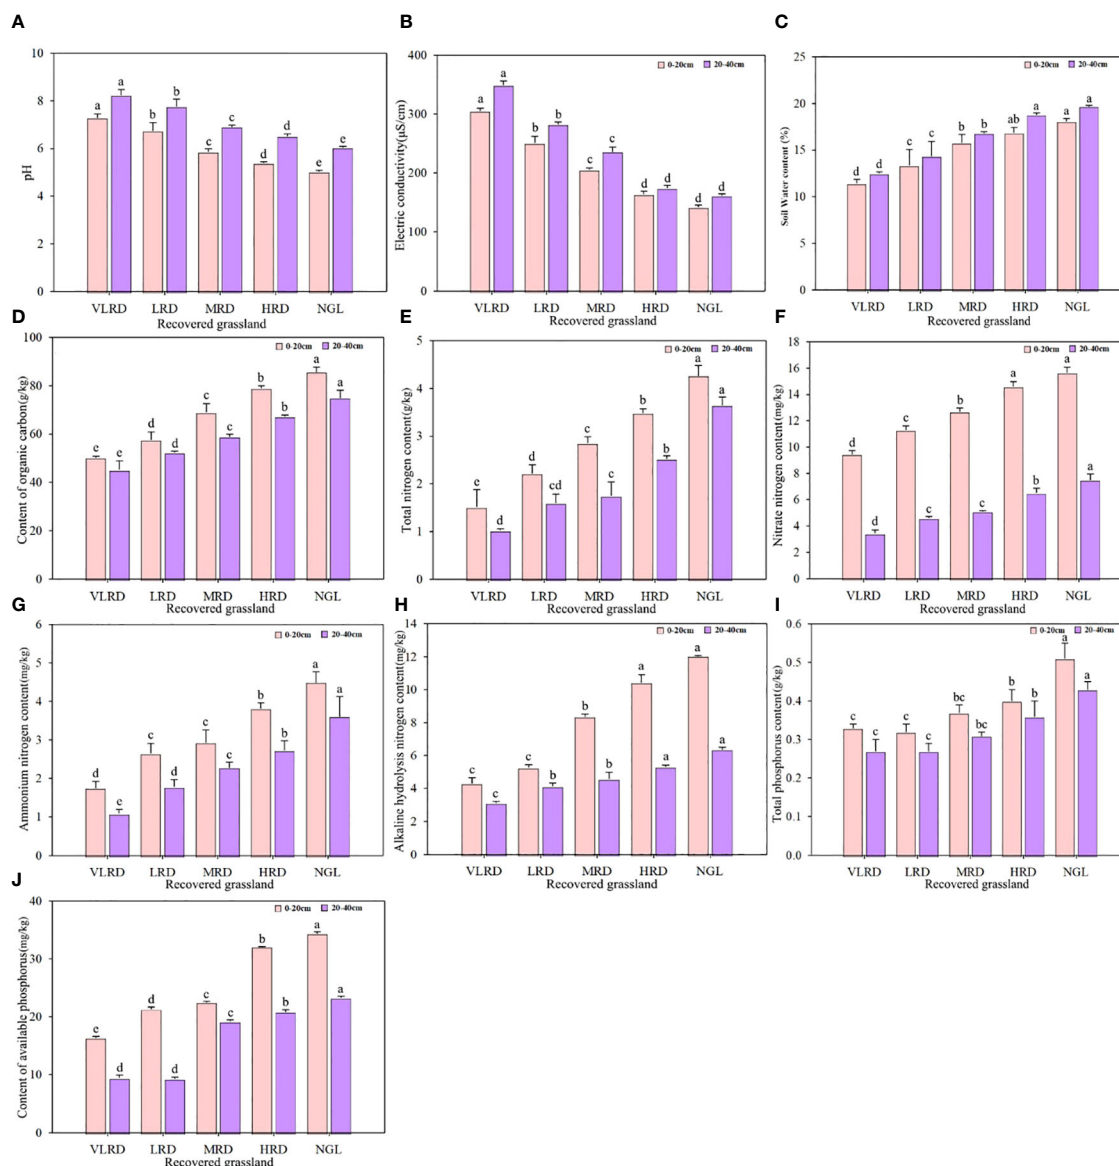 A
B
C
10
8
6
4
2
0
pH
a a b b c c d d e e
VLRD LRD MRD HRD NGL
Recovered grassland
400
300
200
100
0
Electric conductivity(μS/cm)
0-20cm 20-40cm
a a b b c c d d d d
VLRD LRD MRD HRD NGL
Recovered grassland
25
20
15
10
5
0
Soil Water content (%)
0-20cm 20-40cm
d d c c b b ab a a a
VLRD LRD MRD HRD NGL
Recovered grassland
D
E
F
100
80
60
40
20
0
Content of organic carbon(g/kg)
0-20cm 20-40cm
e e d d c c b b a a
VLRD LRD MRD HRD NGL
Recovered grassland
5
4
3
2
1
0
Total nitrogen content(g/kg)
0-20cm 20-40cm
e d d cd b c b b a a
VLRD LRD MRD HRD NGL
Recovered grassland
18
16
14
12
10
8
6
4
2
0
Nitrate nitrogen content(mg/kg)
0-20cm 20-40cm
d d c c b c a b a a
VLRD LRD MRD HRD NGL
Recovered grassland
G
H
I
6
5
4
3
2
1
0
Ammonium nitrogen content(mg/kg)
0-20cm 20-40cm
d e c d c c b c a a
VLRD LRD MRD HRD NGL
Recovered grassland
14
12
10
8
6
4
2
0
Alkaline hydrolysis nitrogen content(mg/kg)
0-20cm 20-40cm
c c c b b b a a a a
VLRD LRD MRD HRD NGL
Recovered grassland
0.6
0.5
0.4
0.3
0.2
0.1
0.0
Total phosphorus content(g/kg)
0-20cm 20-40cm
c c c c bc bc b b a a
VLRD LRD MRD HRD NGL
Recovered grassland
J
40
30
20
10
0
Content of available phosphorus(mg/kg)
0-20cm 20-40cm
e d d d c c b b a a
VLRD LRD MRD HRD NGL
Recovered grassland